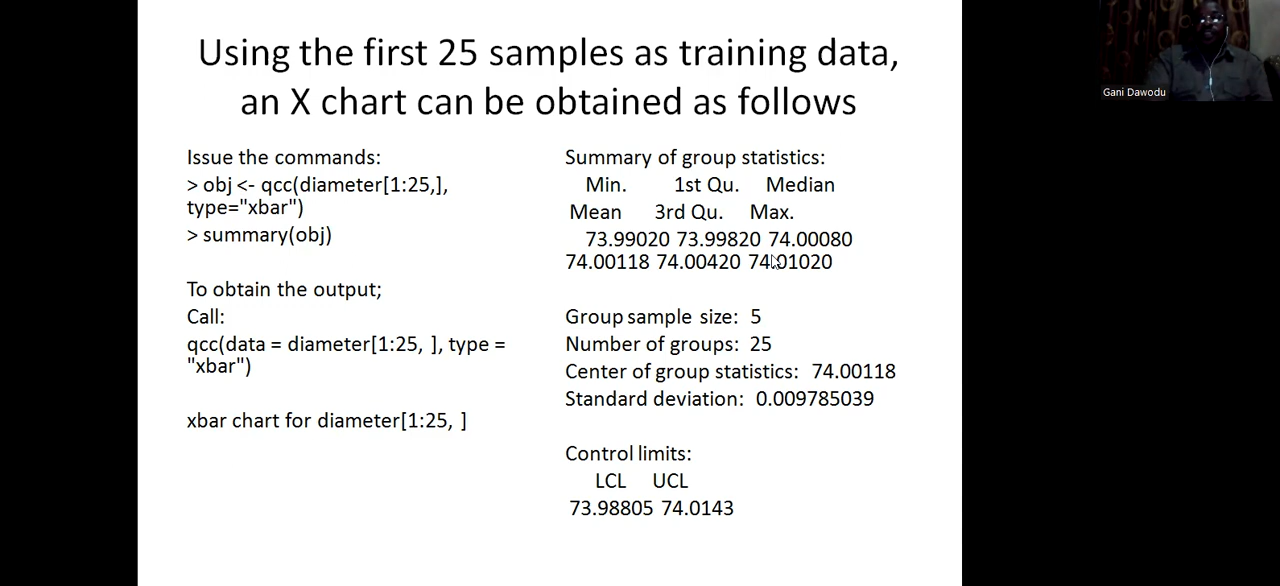 Using the first 25 samples as training data,
an X chart can be obtained as follows
Issue the commands:
> obj <- qcc(diameter[1:25,],
type="xbar")
> summary(obj)
To obtain the output;
Call:
qcc(data = diameter[1:25, ], type =
"xbar")
xbar chart for diameter[1:25, ]
Summary of group statistics:
Min. 1st Qu. Median
Mean 3rd Qu. Max.
73.99020 73.99820 74.00080
74.00118 74.00420 74.01020
Group sample size: 5
Number of groups: 25
Center of group statistics: 74.00118
Standard deviation: 0.009785039
Control limits:
LCL UCL
73.98805 74.0143
Gani Dawodu